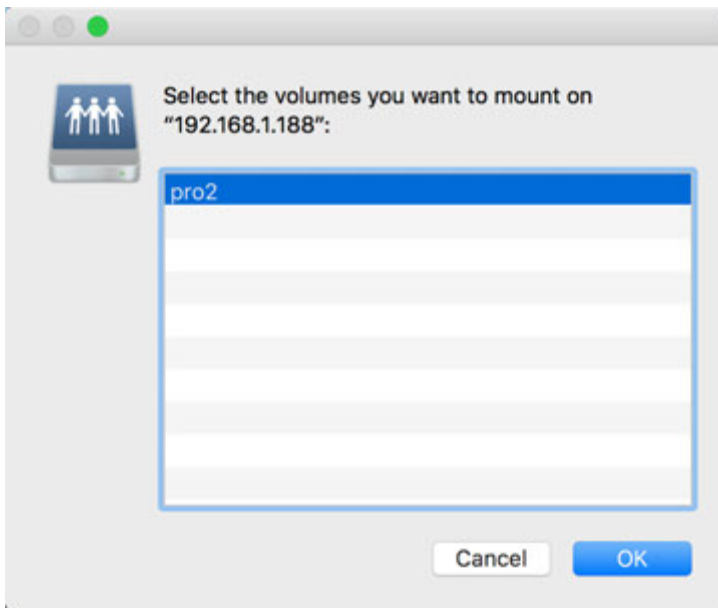 Select the volumes you want to mount on
“192.168.1.188”:
pro2
Cancel
OK